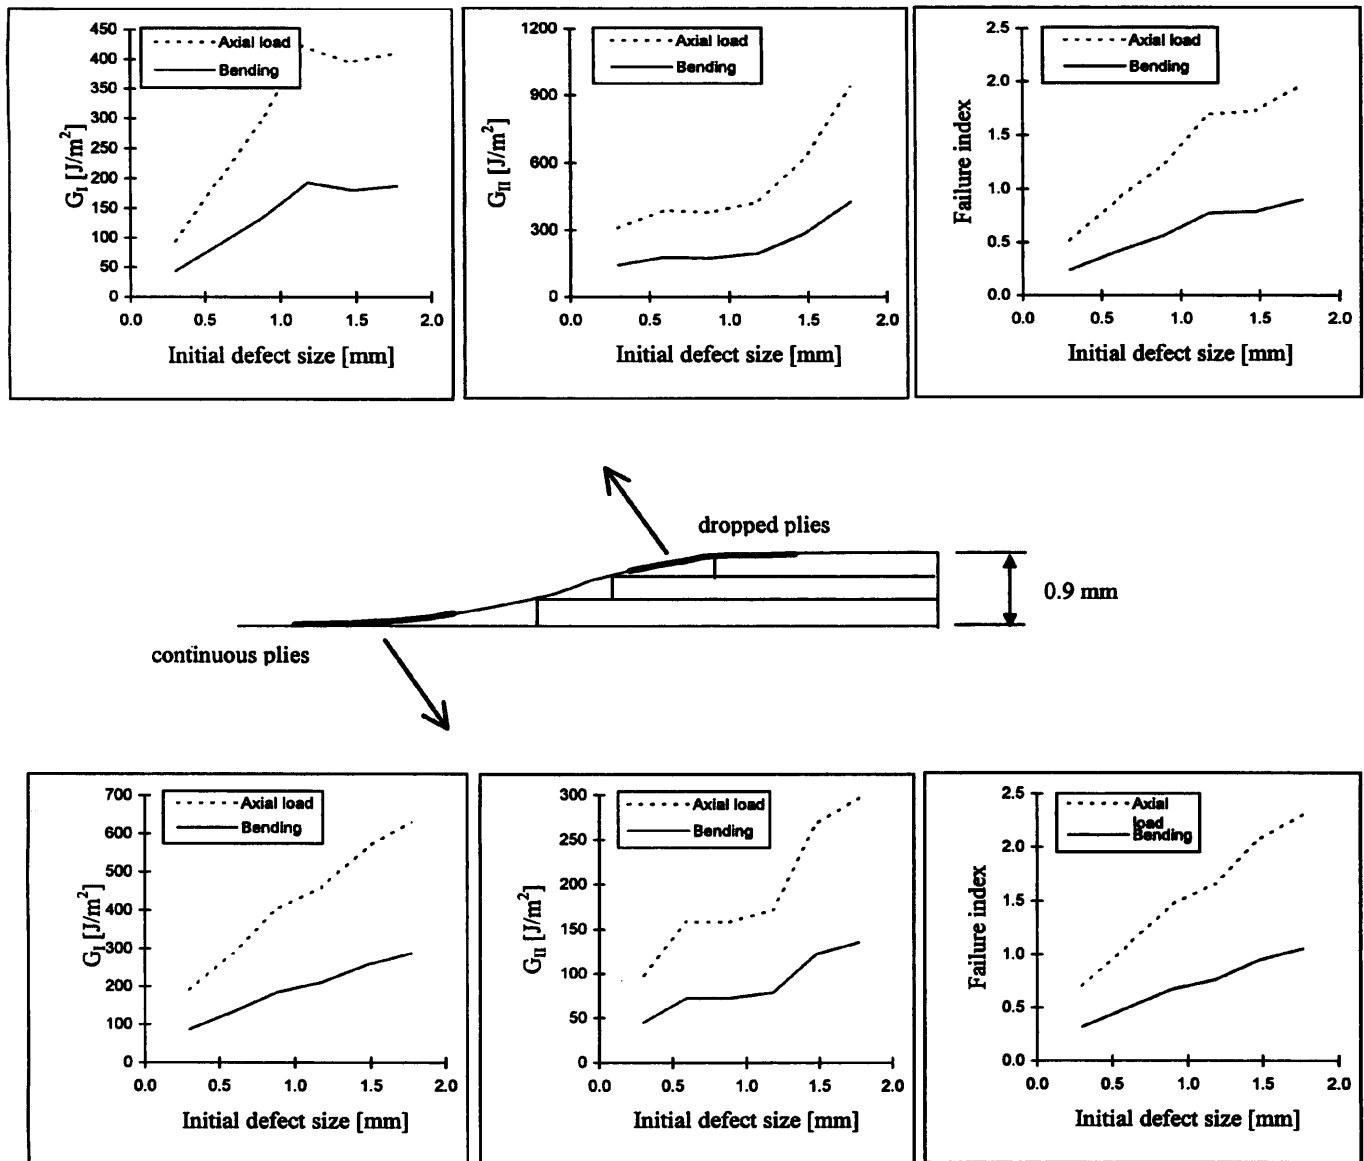 450
400
350
300
250
200
150
100
50
0
G_I [J/m²]
Axial load
Bending
0.0 0.5 1.0 1.5 2.0
Initial defect size [mm]
1200
900
600
300
0
G_II [J/m²]
Axial load
Bending
0.0 0.5 1.0 1.5 2.0
Initial defect size [mm]
2.5
2.0
1.5
1.0
0.5
0.0
Failure index
Axial load
Bending
0.0 0.5 1.0 1.5 2.0
Initial defect size [mm]
dropped plies
0.9 mm
continuous plies
700
600
500
400
300
200
100
0
G_I [J/m²]
Axial load
Bending
0.0 0.5 1.0 1.5 2.0
Initial defect size [mm]
300
250
200
150
100
50
0
G_II [J/m²]
Axial load
Bending
0.0 0.5 1.0 1.5 2.0
Initial defect size [mm]
2.5
2.0
1.5
1.0
0.5
0.0
Failure index
Axial
load
Bending
0.0 0.5 1.0 1.5 2.0
Initial defect size [mm]